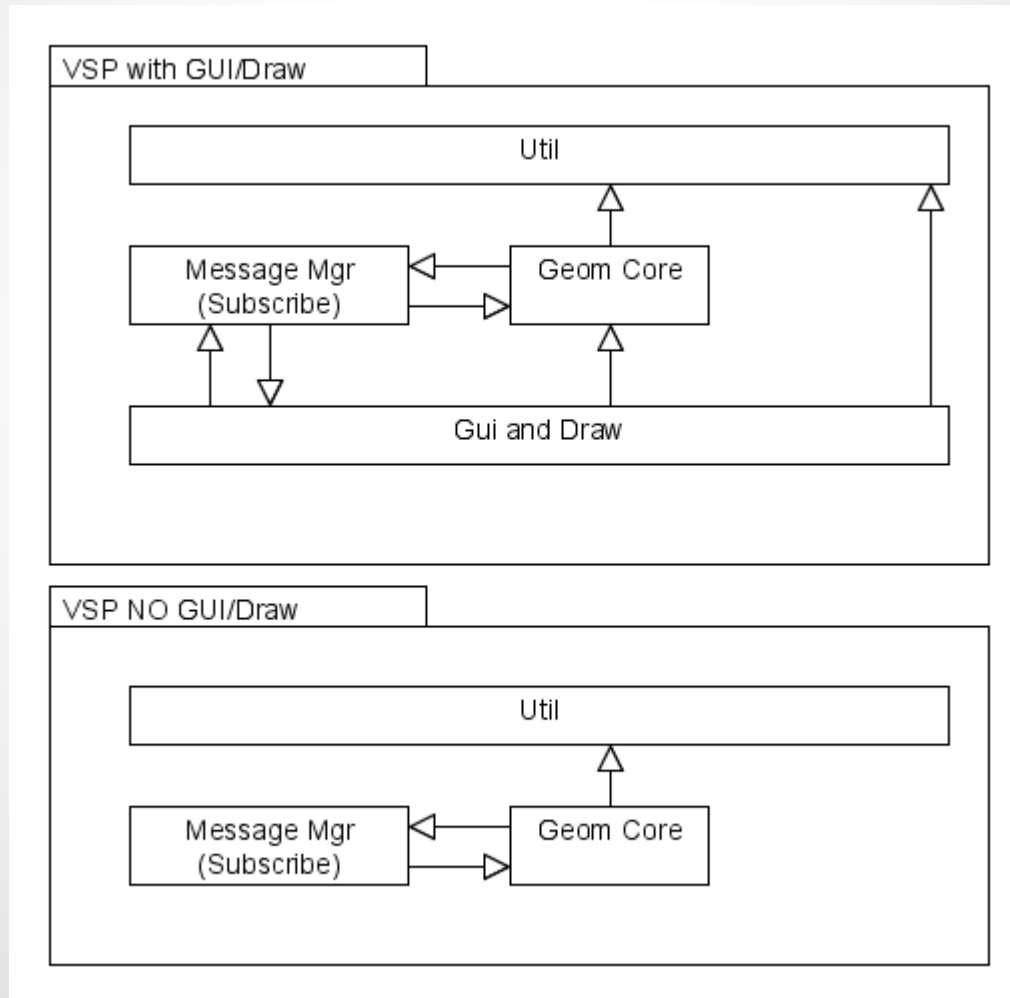 VSP with GUI/Draw
Util
Message Mgr
(Subscribe)
Geom Core
Gui and Draw
VSP NO GUI/Draw
Util
Message Mgr
(Subscribe)
Geom Core